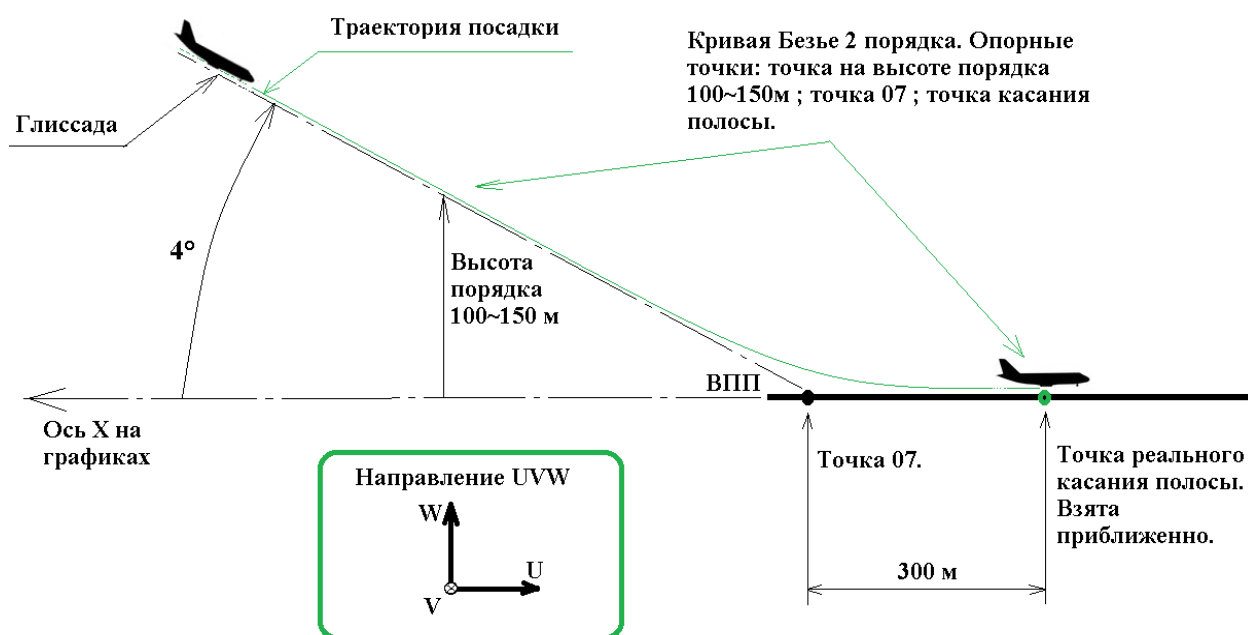 Траектория посадки
Кривая Безье 2 порядка. Опорные
точки: точка на высоте порядка
100~150м ; точка 07 ; точка касания
полосы.
Глиссада
4°
Высота
порядка
100~150 м
ВПП
Ось X на
графиках
Точка 07.
Точка реального
касания полосы.
Взята
приближенно.
300 м
Направление UVW
W
U
V